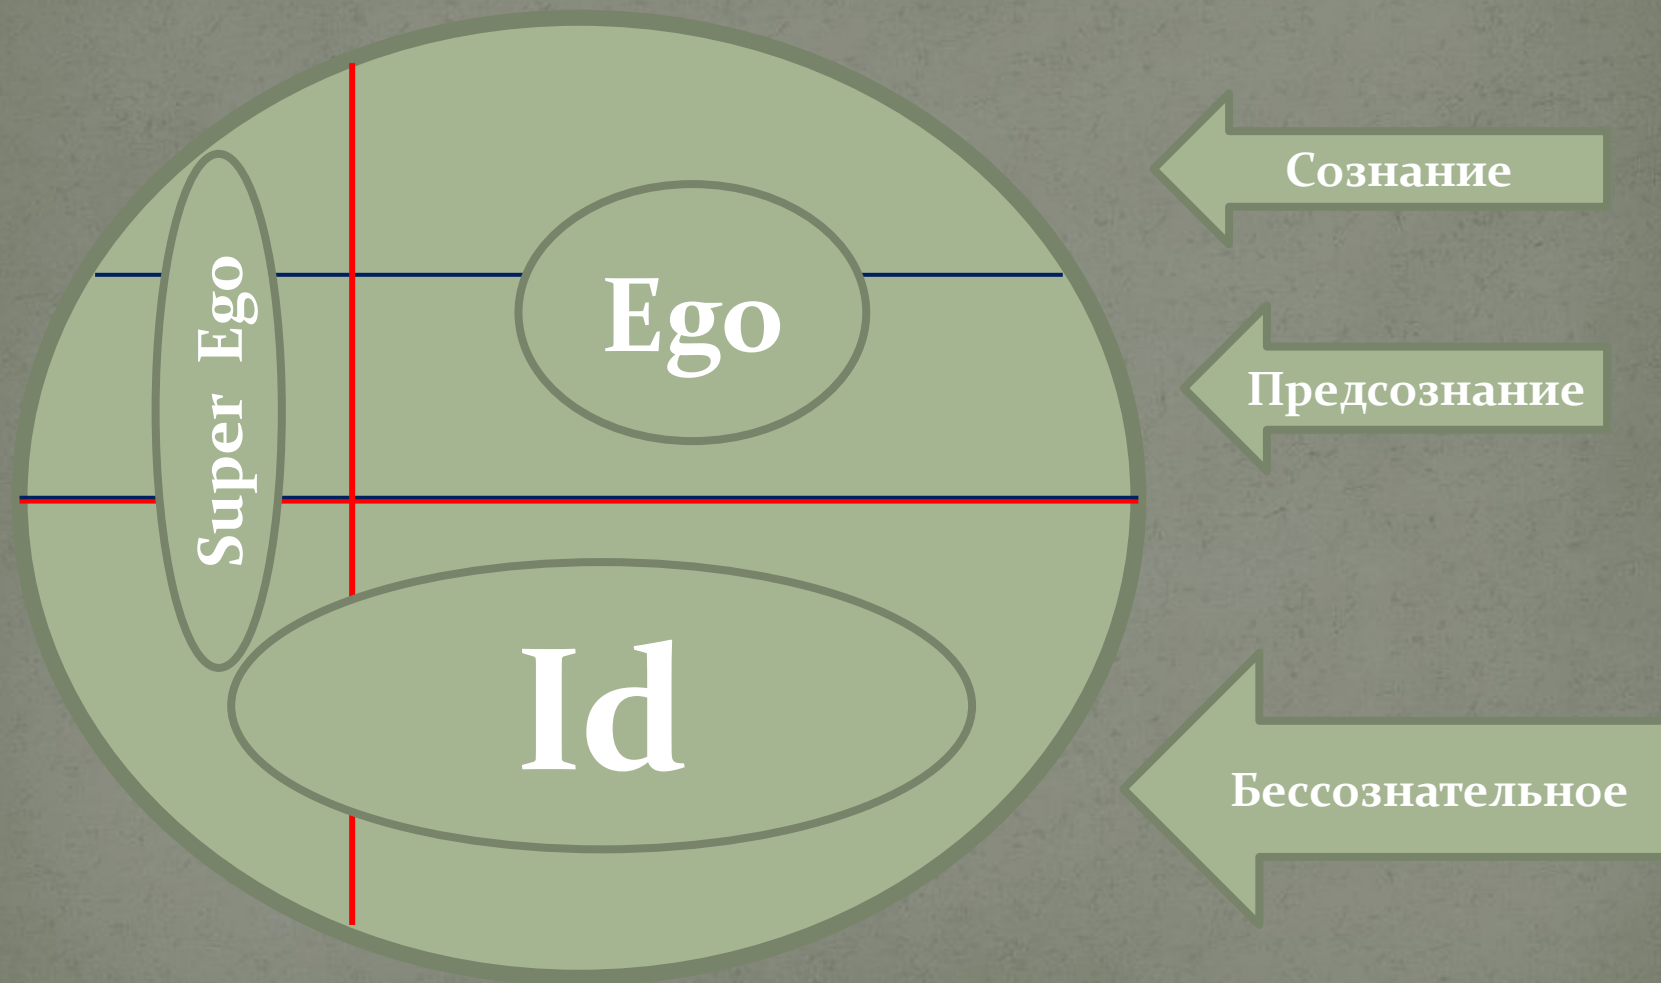 Сознание
Super Ego
Ego
Предсознание
Id
Бессознательное